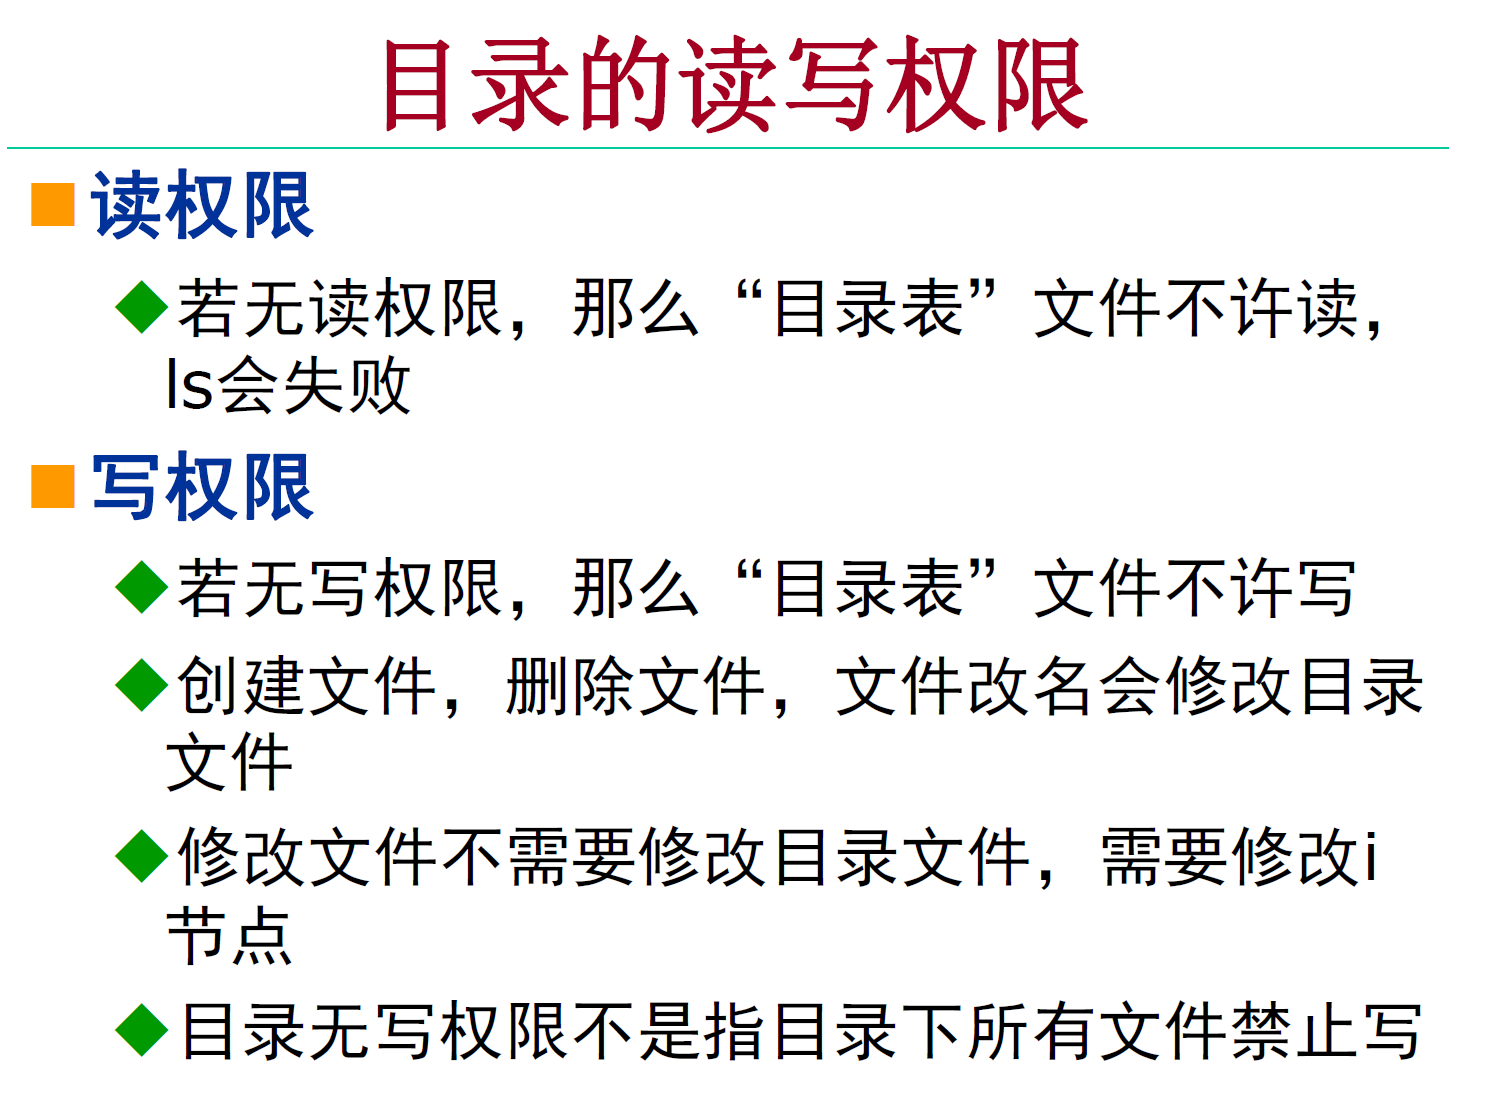 目录的读写权限
读权限
若无读权限，那么“目录表”文件不许读，
ls会失败
写权限
若无写权限，那么“目录表”文件不许写
创建文件，删除文件，文件改名会修改目录
文件
修改文件不需要修改目录文件，需要修改i
节点
目录无写权限不是指目录下所有文件禁止写